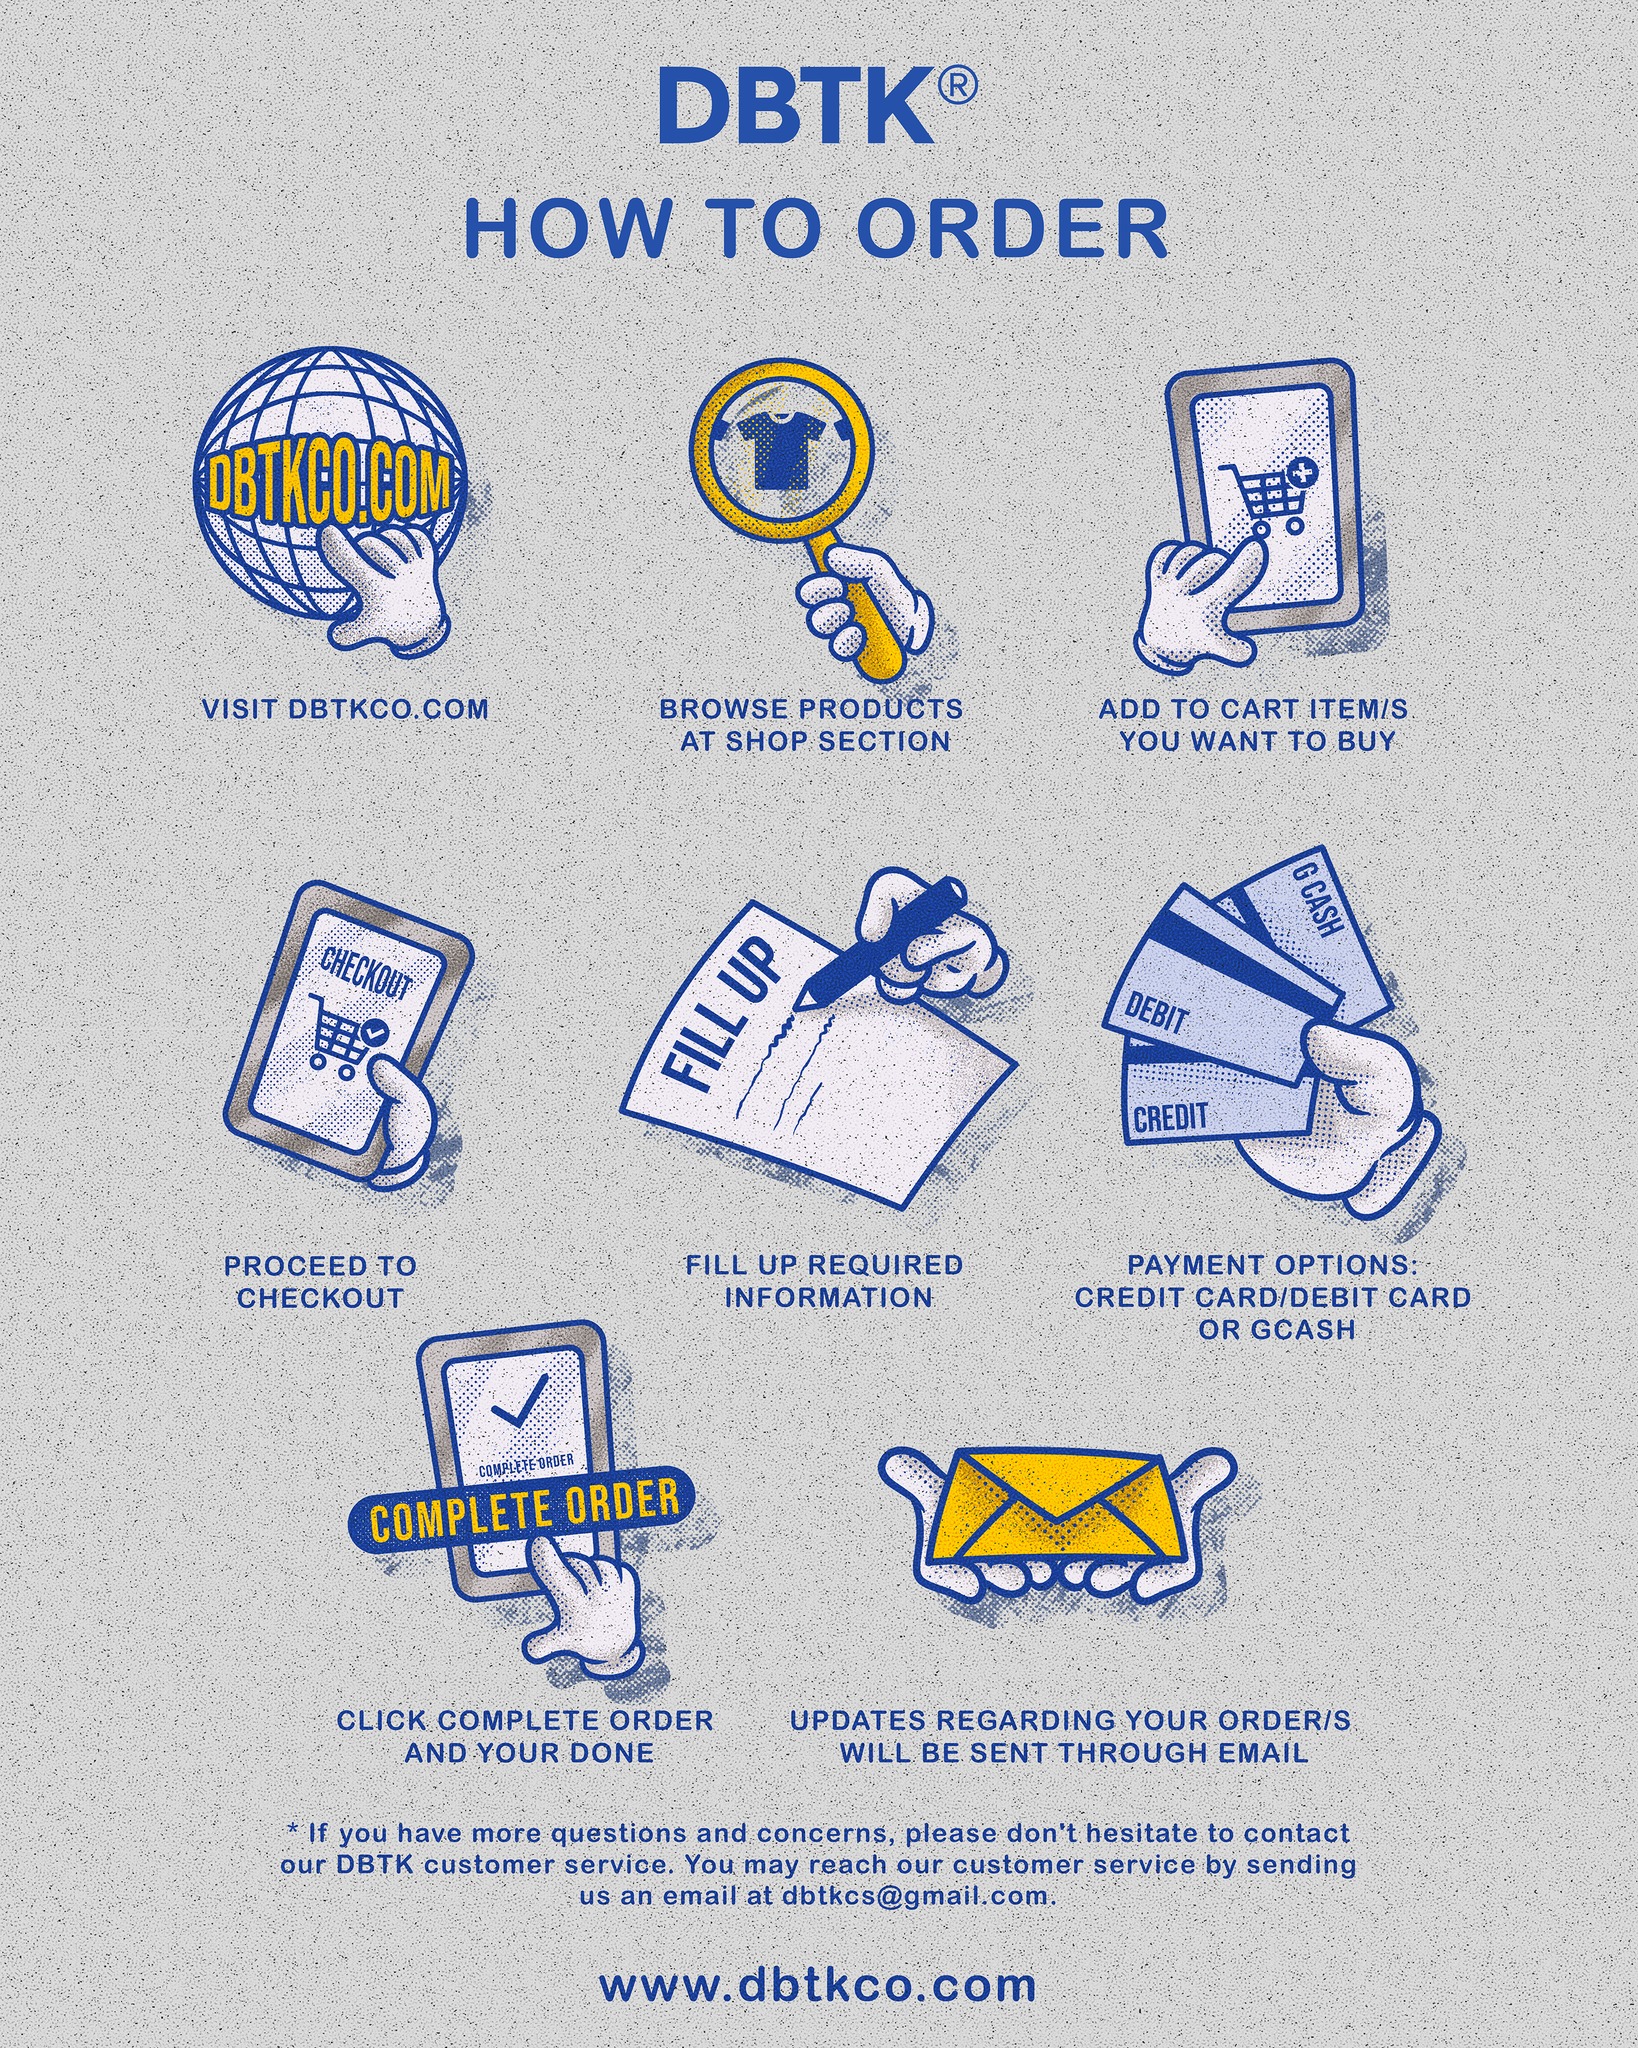 DBTK®
HOW TO ORDER
DBTKCO.COM
VISIT DBTKCO.COM
BROWSE PRODUCTS
AT SHOP SECTION
ADD TO CART ITEM/S
YOU WANT TO BUY
CHECKOUT
PROCEED TO
CHECKOUT
FILL UP
FILL UP REQUIRED
INFORMATION
G CASH
DEBIT
CREDIT
PAYMENT OPTIONS:
CREDIT CARD/DEBIT CARD
OR GCASH
COMPLETE ORDER
COMPLETE ORDER
CLICK COMPLETE ORDER
AND YOUR DONE
UPDATES REGARDING YOUR ORDER/S
WILL BE SENT THROUGH EMAIL
* If you have more questions and concerns, please don't hesitate to contact
our DBTK customer service. You may reach our customer service by sending
us an email at dbtkcs@gmail.com.
www.dbtkco.com